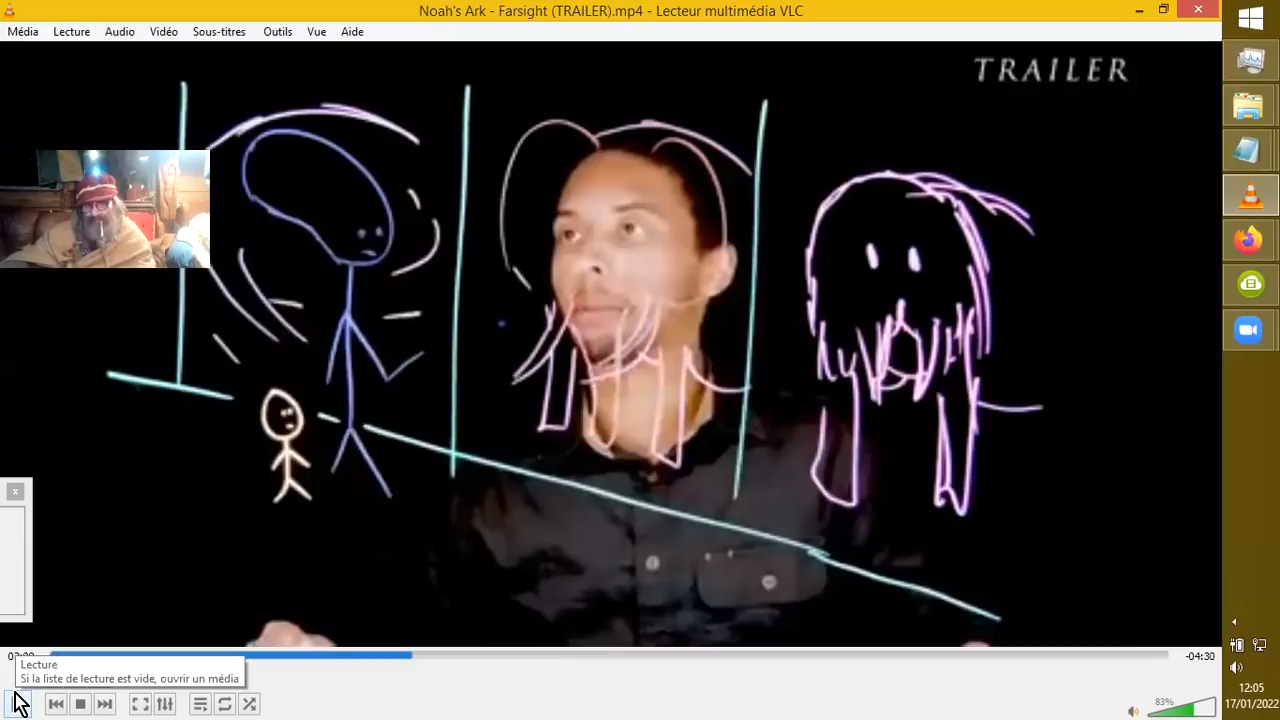 Noah's Ark - Farsight (TRAILER).mp4 - Lecteur multimédia VLC
Média Lecture Audio Vidéo Sous-titres Outils Vue Aide
TRAILER
-04:30
Lecture
Si la liste de lecture est vide, ouvrir un média
83%
12:05
17/01/2022